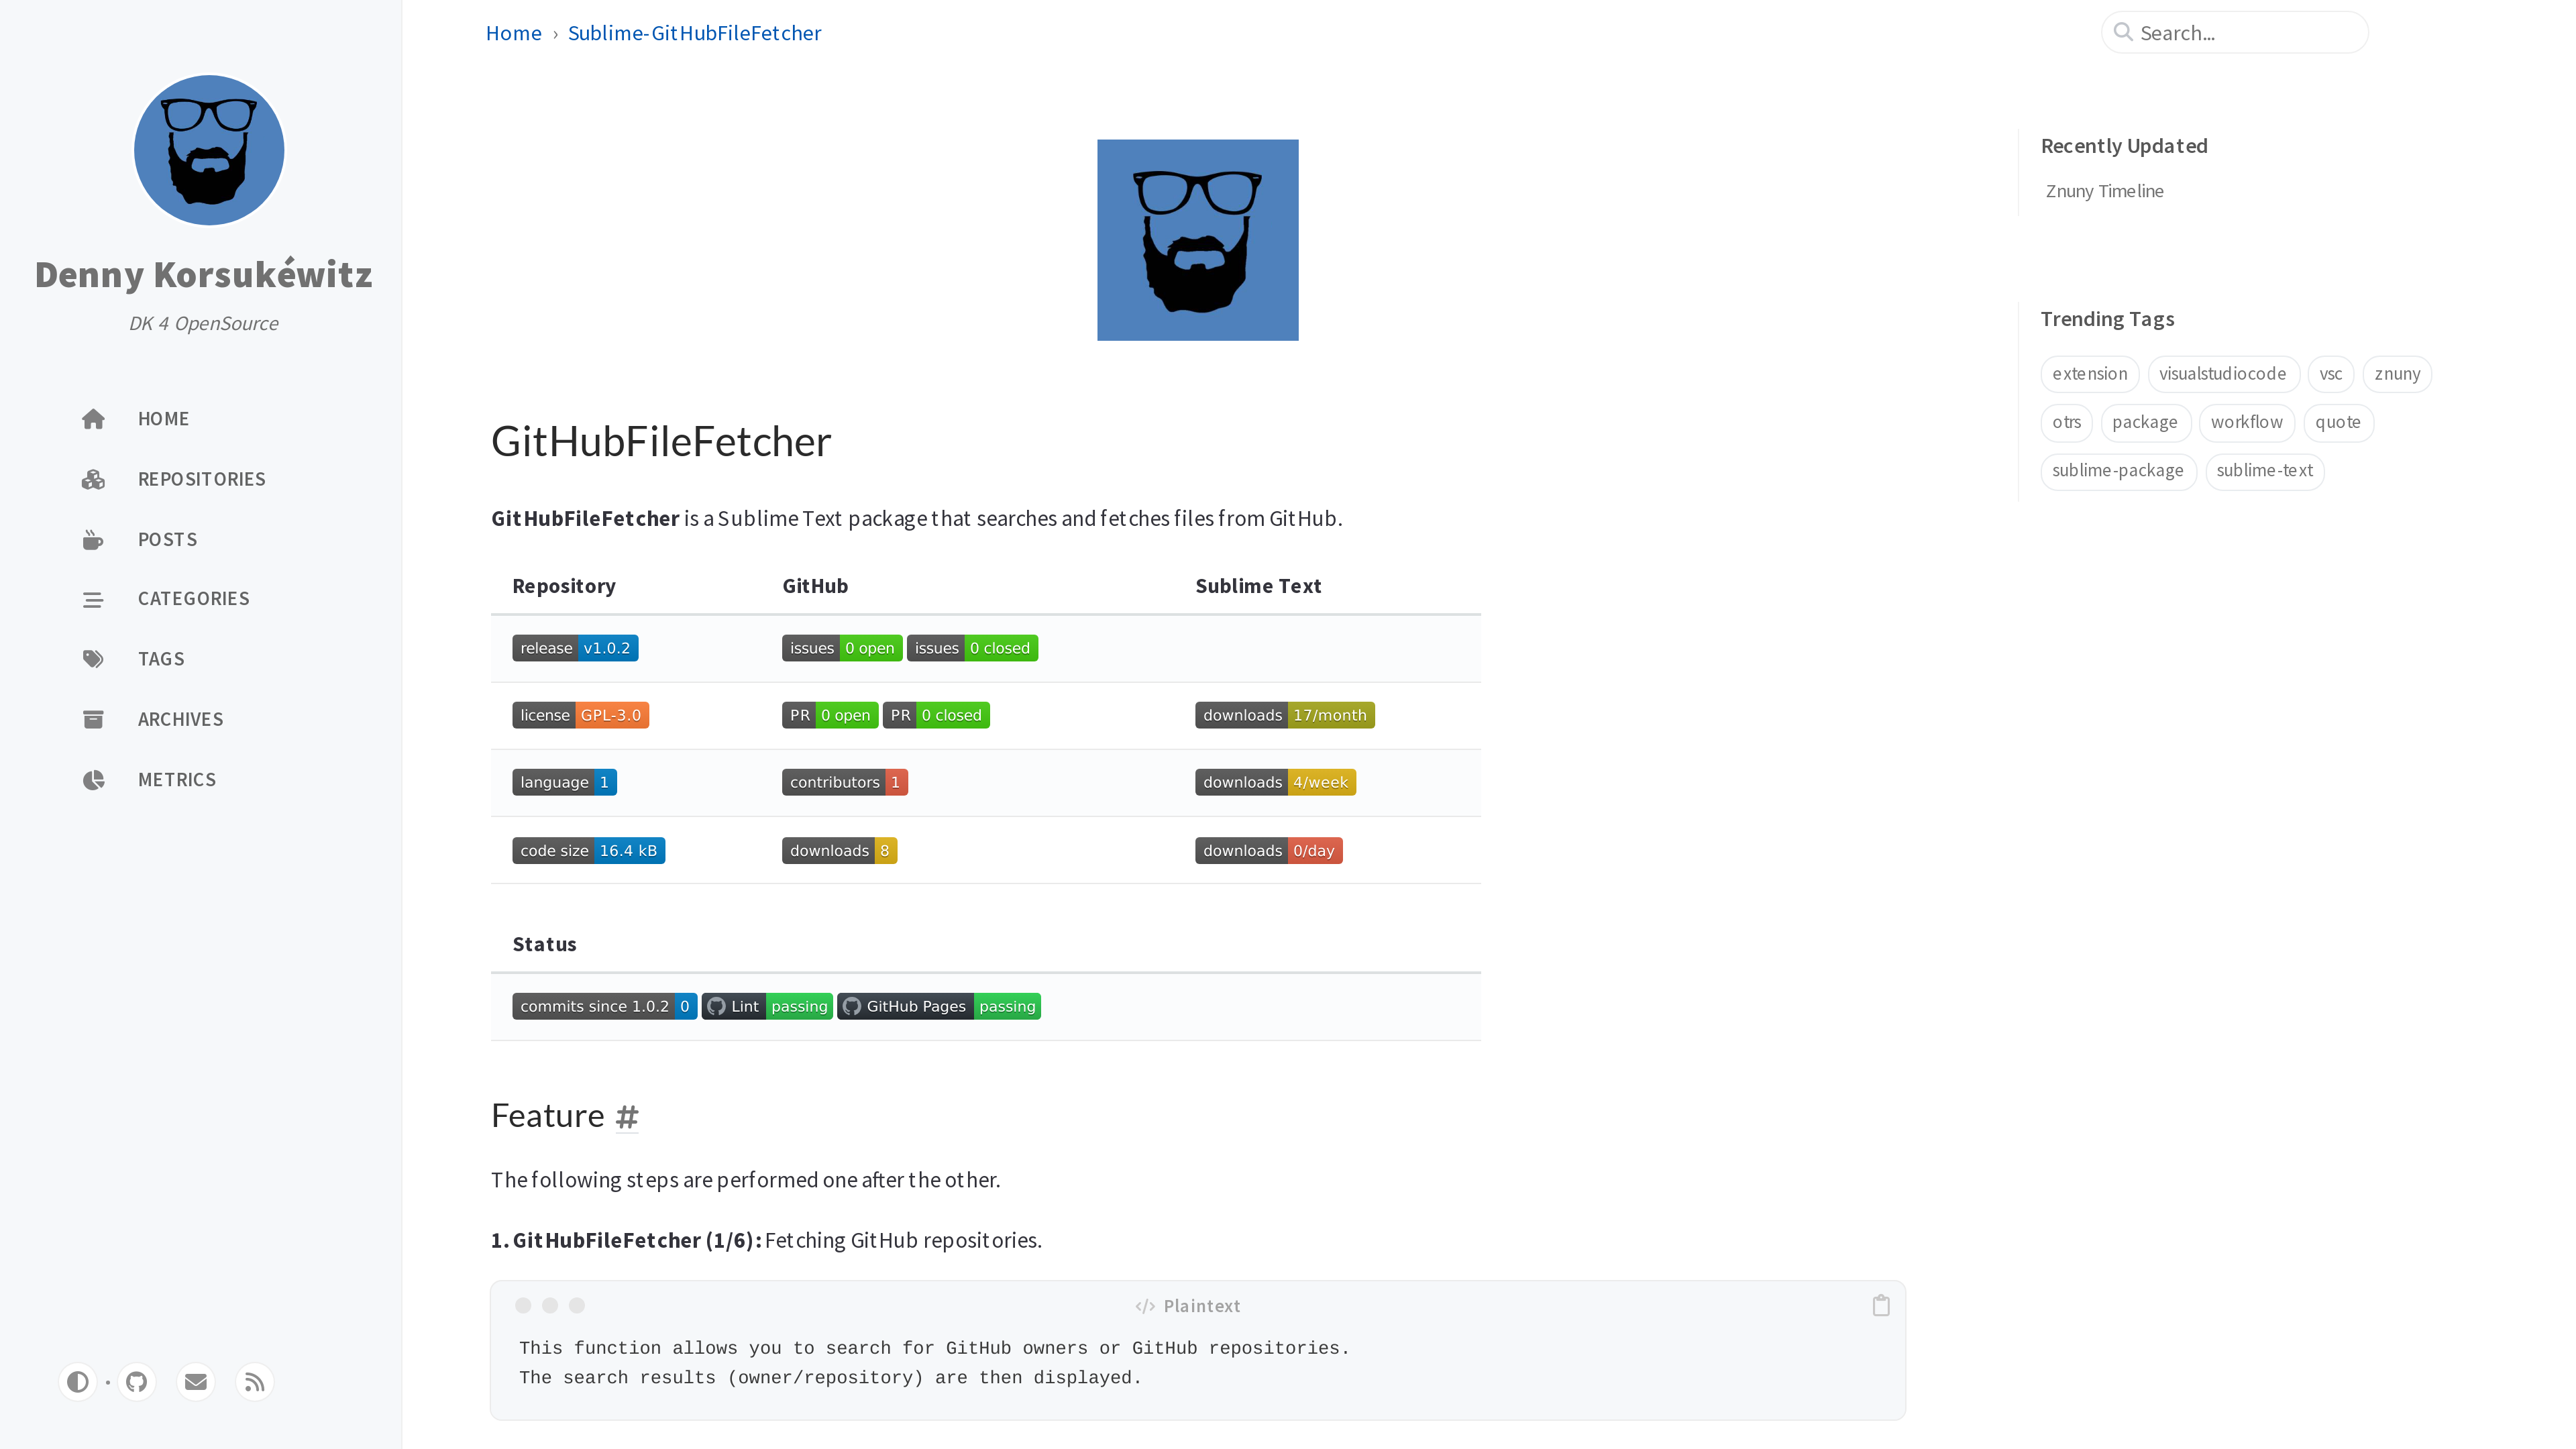 Denny Korsukéwitz
DK 4 OpenSource
HOME
REPOSITORIES
POSTS
CATEGORIES
TAGS
ARCHIVES
METRICS
Home › Sublime-GitHubFileFetcher
Search...
GitHubFileFetcher
GitHubFileFetcher is a Sublime Text package that searches and fetches files from GitHub.
Repository GitHub Sublime Text
release v1.0.2 issues 0 open issues 0 closed
license GPL-3.0 PR 0 open PR 0 closed downloads 17/month
language 1 contributors 1 downloads 4/week
code size 16.4 kB downloads 8 downloads 0/day
Status
commits since 1.0.2 0 Lint passing GitHub Pages passing
Feature #
The following steps are performed one after the other.
1. GitHubFileFetcher (1/6): Fetching GitHub repositories.
Plaintext
This function allows you to search for GitHub owners or GitHub repositories.
The search results (owner/repository) are then displayed.
Recently Updated
Znuny Timeline
Trending Tags
extension visualstudiocode vsc znuny
otrs package workflow quote
sublime-package sublime-text